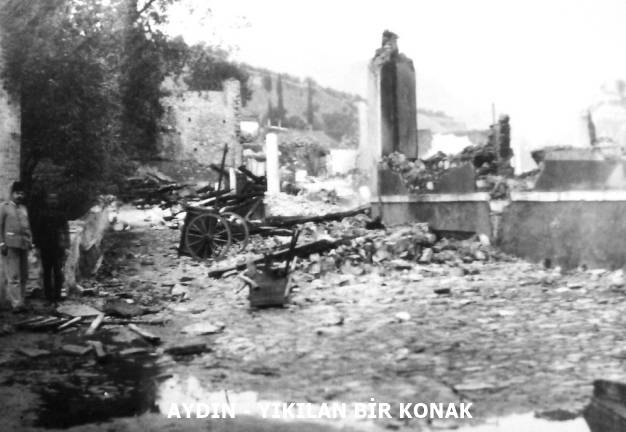 AYDIN - YIKILAN BİR KONAK